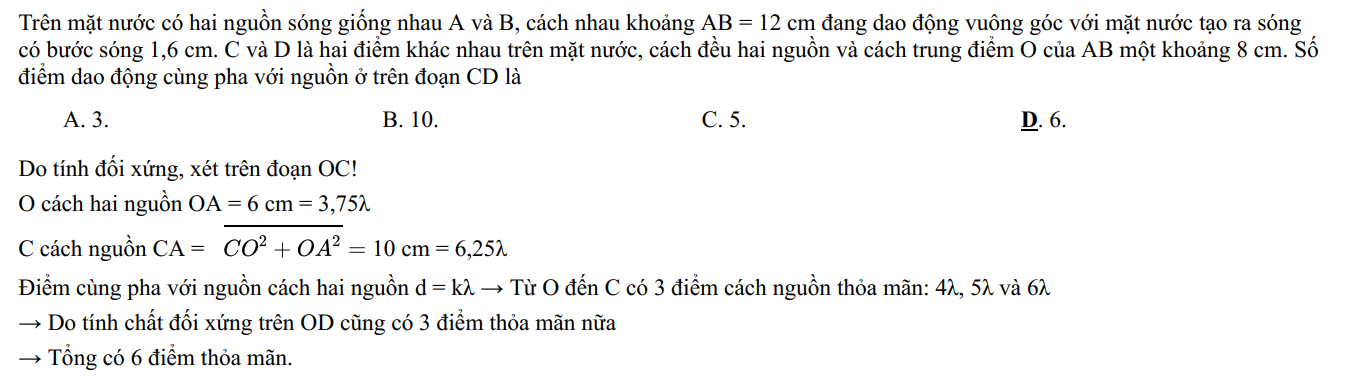 Trên mặt nước có hai nguồn sóng giống nhau A và B, cách nhau khoảng AB = 12 cm đang dao động vuông góc với mặt nước tạo ra sóng
có bước sóng 1,6 cm. C và D là hai điểm khác nhau trên mặt nước, cách đều hai nguồn và cách trung điểm O của AB một khoảng 8 cm. Số
điểm dao động cùng pha với nguồn ở trên đoạn CD là
A. 3. B. 10. C. 5. D. 6.
Do tính đối xứng, xét trên đoạn OC!
O cách hai nguồn OA = 6 cm = 3,75λ
C cách nguồn CA = \overline{CO² + OA²} = 10 cm = 6,25λ
Điểm cùng pha với nguồn cách hai nguồn d = kλ → Từ O đến C có 3 điểm cách nguồn thỏa mãn: 4λ, 5λ và 6λ
→ Do tính chất đối xứng trên OD cũng có 3 điểm thỏa mãn nữa
→ Tổng có 6 điểm thỏa mãn.